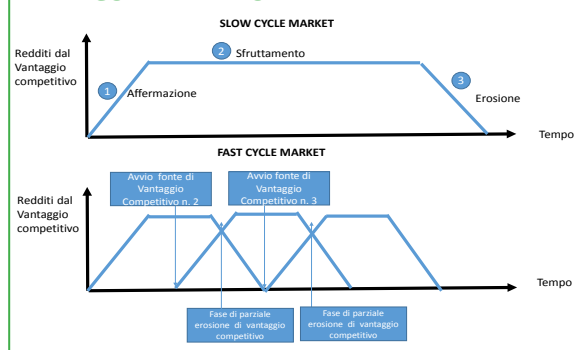 SLOW CYCLE MARKET
Redditi dal
Vantaggio
competitivo
2 Sfruttamento
1 Affermazione
3
Erosione
Tempo
FAST CYCLE MARKET
Avvio fonte di
Vantaggio
Competitivo n. 2
Avvio fonte di
Vantaggio
Competitivo n. 3
Redditi dal
Vantaggio
competitivo
Tempo
Fase di parziale
erosione di vantaggio
competitivo
Fase di parziale
erosione di vantaggio
competitivo